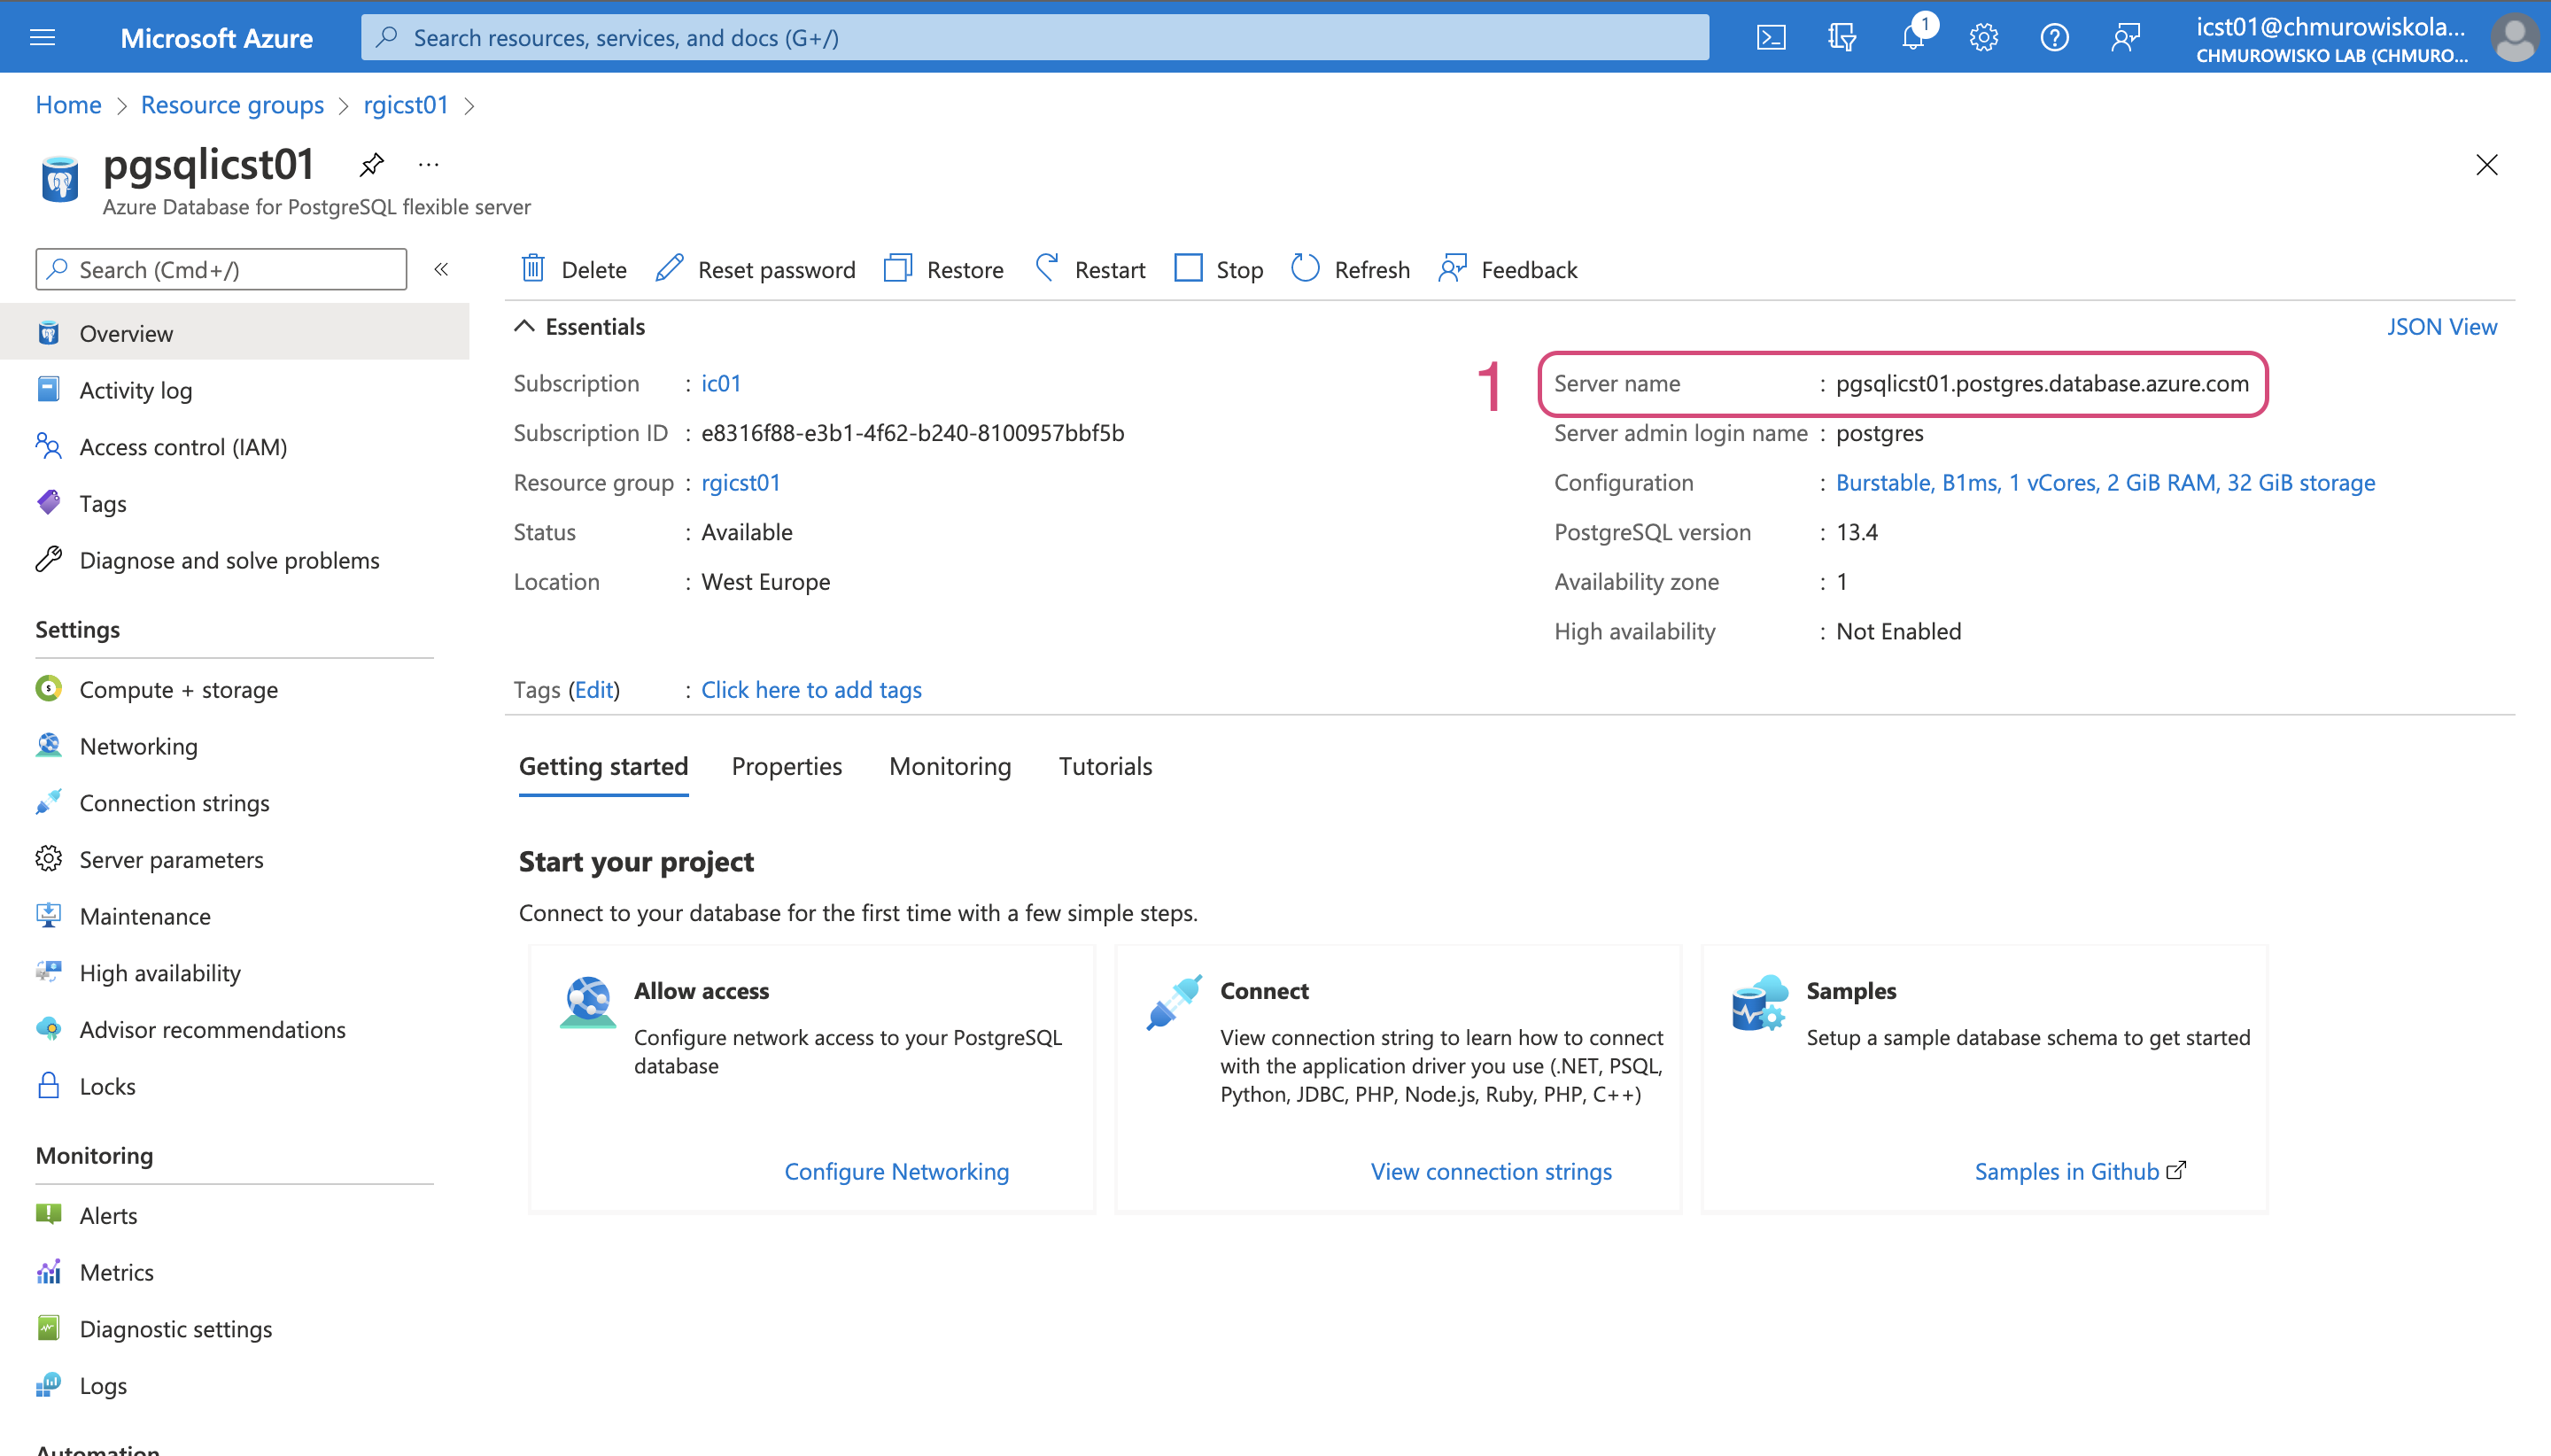 Microsoft Azure
Search resources, services, and docs (G+/)
1
icst01@chmurowiskola...
CHMUROWISKO LAB (CHMURO...
Home > Resource groups > rgicst01 >
pgsqlicst01 ...
Azure Database for PostgreSQL flexible server
Search (Cmd+/) «
Delete Reset password Restore Restart Stop Refresh Feedback
Overview
Activity log
Access control (IAM)
Tags
Diagnose and solve problems
Settings
Compute + storage
Networking
Connection strings
Server parameters
Maintenance
High availability
Advisor recommendations
Locks
Monitoring
Alerts
Metrics
Diagnostic settings
Logs
Automation
Essentials
JSON View
Subscription : ic01
Subscription ID : e8316f88-e3b1-4f62-b240-8100957bbf5b
Resource group : rgicst01
Status : Available
Location : West Europe
1
Server name : pgsqlicst01.postgres.database.azure.com
Server admin login name : postgres
Configuration : Burstable, B1ms, 1 vCores, 2 GiB RAM, 32 GiB storage
PostgreSQL version : 13.4
Availability zone : 1
High availability : Not Enabled
Tags (Edit) : Click here to add tags
Getting started Properties Monitoring Tutorials
Start your project
Connect to your database for the first time with a few simple steps.
Allow access
Configure network access to your PostgreSQL
database
Configure Networking
Connect
View connection string to learn how to connect
with the application driver you use (.NET, PSQL,
Python, JDBC, PHP, Node.js, Ruby, PHP, C++)
View connection strings
Samples
Setup a sample database schema to get started
Samples in Github